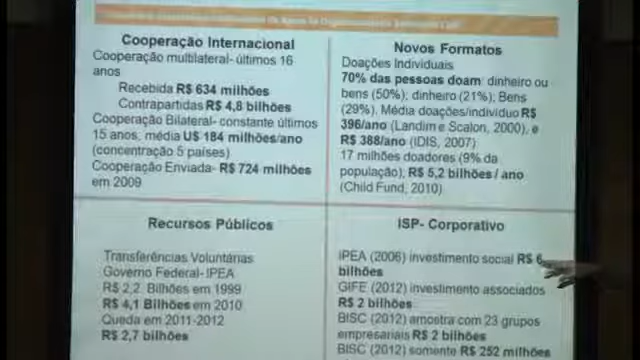 Cooperação Internacional
Cooperação multilateral- últimos 16
anos
Recebida R$ 634 milhões
Contrapartidas R$ 4,8 bilhões
Cooperação Bilateral- constante últimos
15 anos; média U$ 184 milhões/ano
(concentração 5 países)
Cooperação Enviada- R$ 724 milhões
em 2009
Novos Formatos
Doações Individuais
70% das pessoas doam: dinheiro ou
bens (50%); dinheiro (21%); Bens
(29%). Média doações/indivíduo R$
396/ano (Landim e Scalon, 2000), e
R$ 388/ano (IDIS, 2007)
17 milhões doadores (9% da
população); R$ 5,2 bilhões / ano
(Child Fund, 2010)
Recursos Públicos
Transferências Voluntárias
Governo Federal-IPEA
R$ 2,2 Bilhões em 1999
R$ 4,1 Bilhões em 2010
Queda em 2011-2012
R$ 2,7 bilhões
ISP- Corporativo
IPEA (2006) investimento social R$ 6
bilhões
GIFE (2012) investimento associados
R$ 2 bilhões
BISC (2012) amostra com 23 grupos
empresariais R$ 2 bilhões
BISC (2012) somente R$ 252 milhões